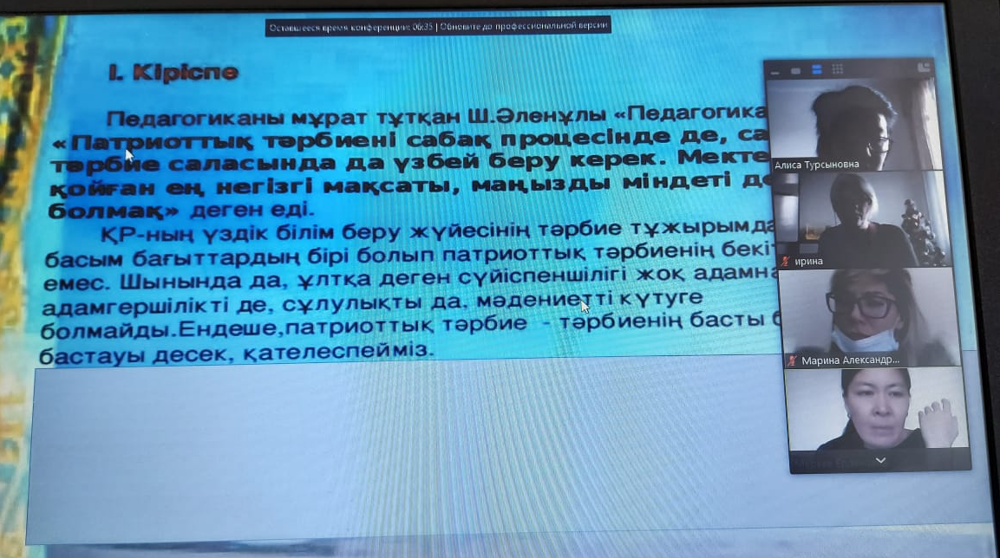 Оставшееся время конференции: 06:35 | Обновите до профессиональной версии
І. Кіріспе
Педагогиканы мұрат тұтқан Ш.Әленұлы «Педагогика
«Патриоттық тәрбиені сабақ процесінде де, са
тәрбие саласында да үзбей беру керек. Мекте
қойған ең негізгі мақсаты, маңызды міндеті де
болмақ» деген еді.
ҚР-ның үздік білім беру жүйесінің тәрбие тұжырымда
басым бағыттардың бірі болып патриоттық тәрбиенің бекіт
емес. Шынында да, ұлтқа деген сүйіспеншілігі жоқ адамна
адамгершілікті де, сұлулықты да, мәдениетті күтуге
болмайды.Ендеше,патриоттық тәрбие - тәрбиенің басты б
бастауы десек, қателеспейміз.
Алиса Турсыновна
ирина
Марина Александр...